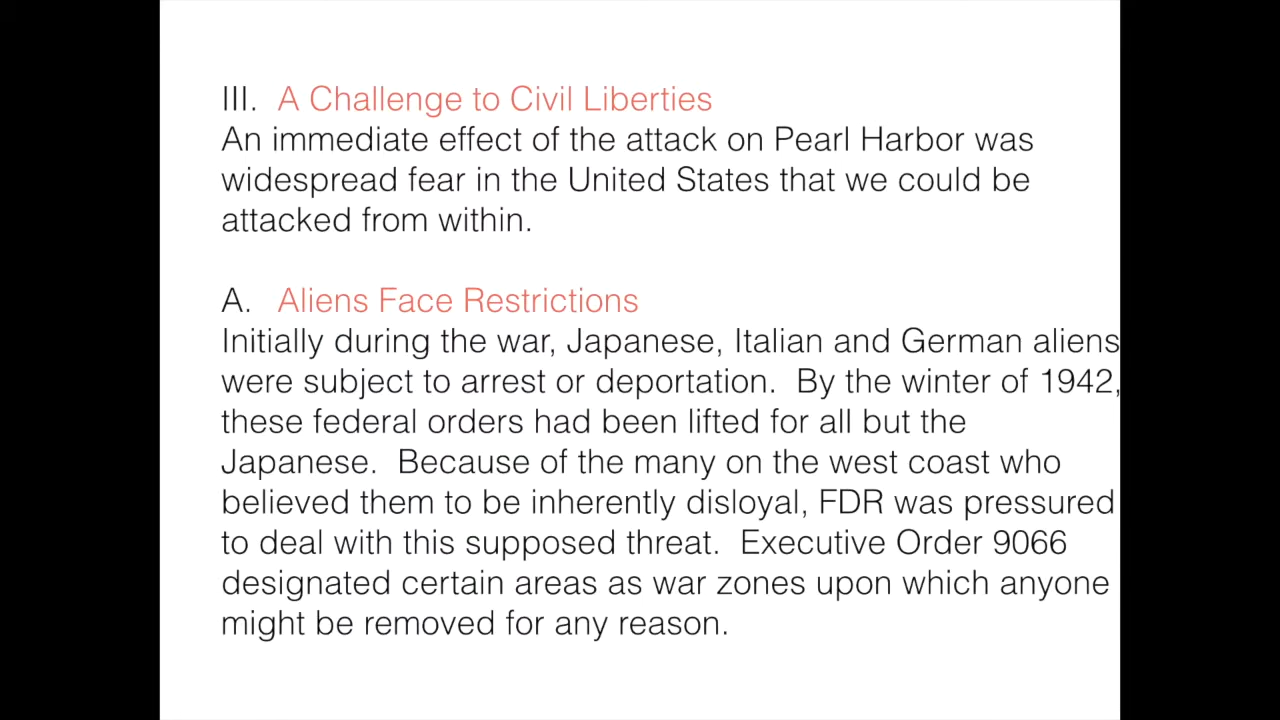 III.  A Challenge to Civil Liberties
An immediate effect of the attack on Pearl Harbor was
widespread fear in the United States that we could be
attacked from within.
A.  Aliens Face Restrictions
Initially during the war, Japanese, Italian and German aliens
were subject to arrest or deportation.  By the winter of 1942,
these federal orders had been lifted for all but the
Japanese.  Because of the many on the west coast who
believed them to be inherently disloyal, FDR was pressured
to deal with this supposed threat.  Executive Order 9066
designated certain areas as war zones upon which anyone
might be removed for any reason.